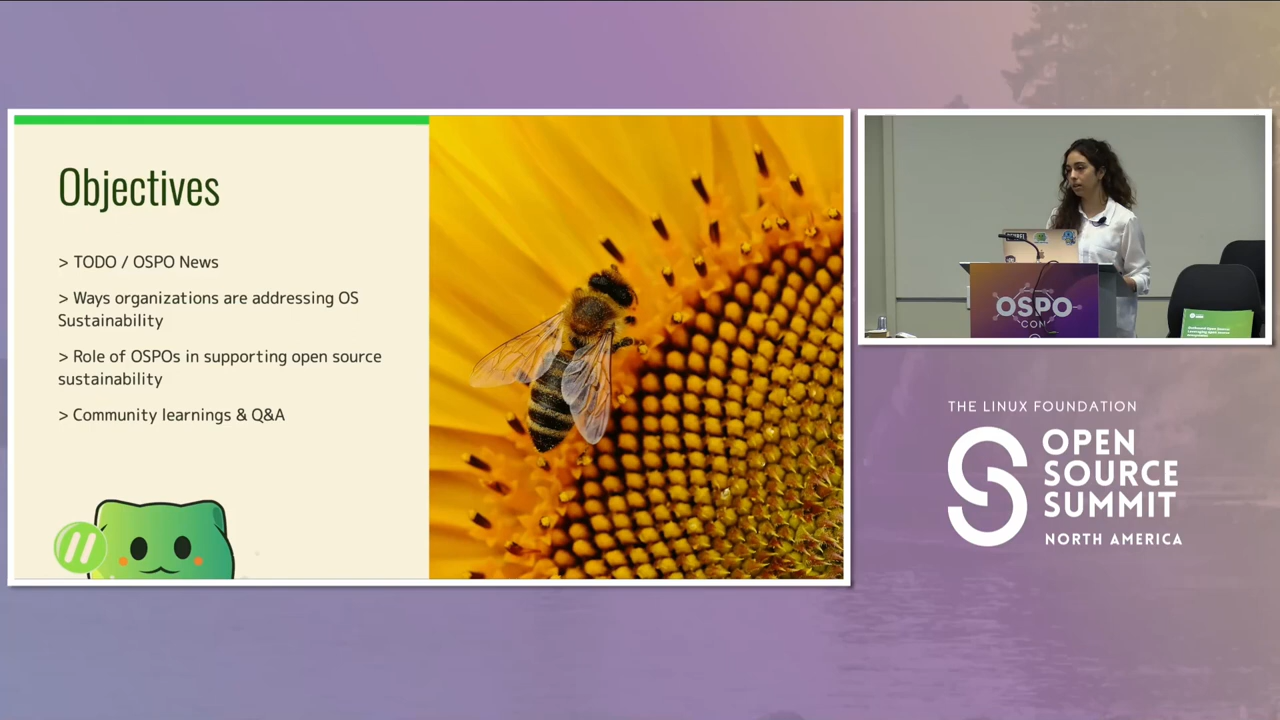 Objectives
> TODO / OSPO News
> Ways organizations are addressing OS
Sustainability
> Role of OSPOs in supporting open source
sustainability
> Community learnings & Q&A
OSPO
CON
THE LINUX FOUNDATION
OPEN
SOURCE
SUMMIT
NORTH AMERICA